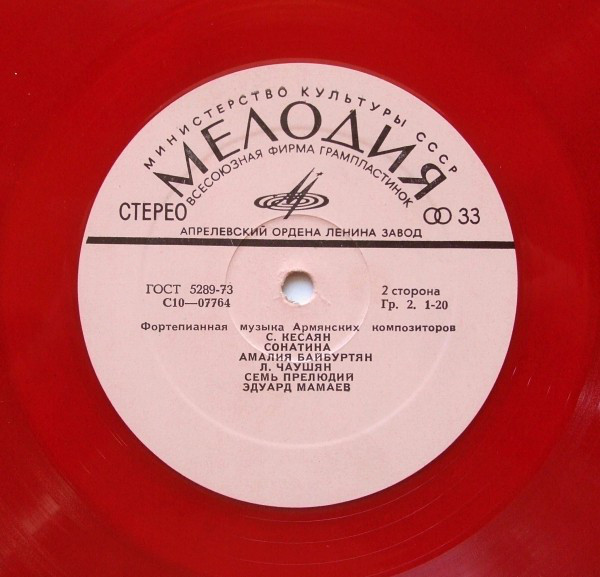 МИНИСТЕРСТВО КУЛЬТУРЫ СССР
МЕЛОДИЯ
ВСЕСОЮЗНАЯ ФИРМА ГРАМПЛАСТИНОК
СТЕРЕО
33
АПРЕЛЕВСКИЙ ОРДЕНА ЛЕНИНА ЗАВОД
ГОСТ 5289-73
С10—07764
2 сторона
Гр. 2. 1-20
Фортепианная музыка Армянских композиторов
С. КЕСАЯН
СОНАТИНА
АМАЛИЯ БАЙБУРТЯН
Л. ЧАУШЯН
СЕМЬ ПРЕЛЮДИЙ
ЭДУАРД МАМАЕВ